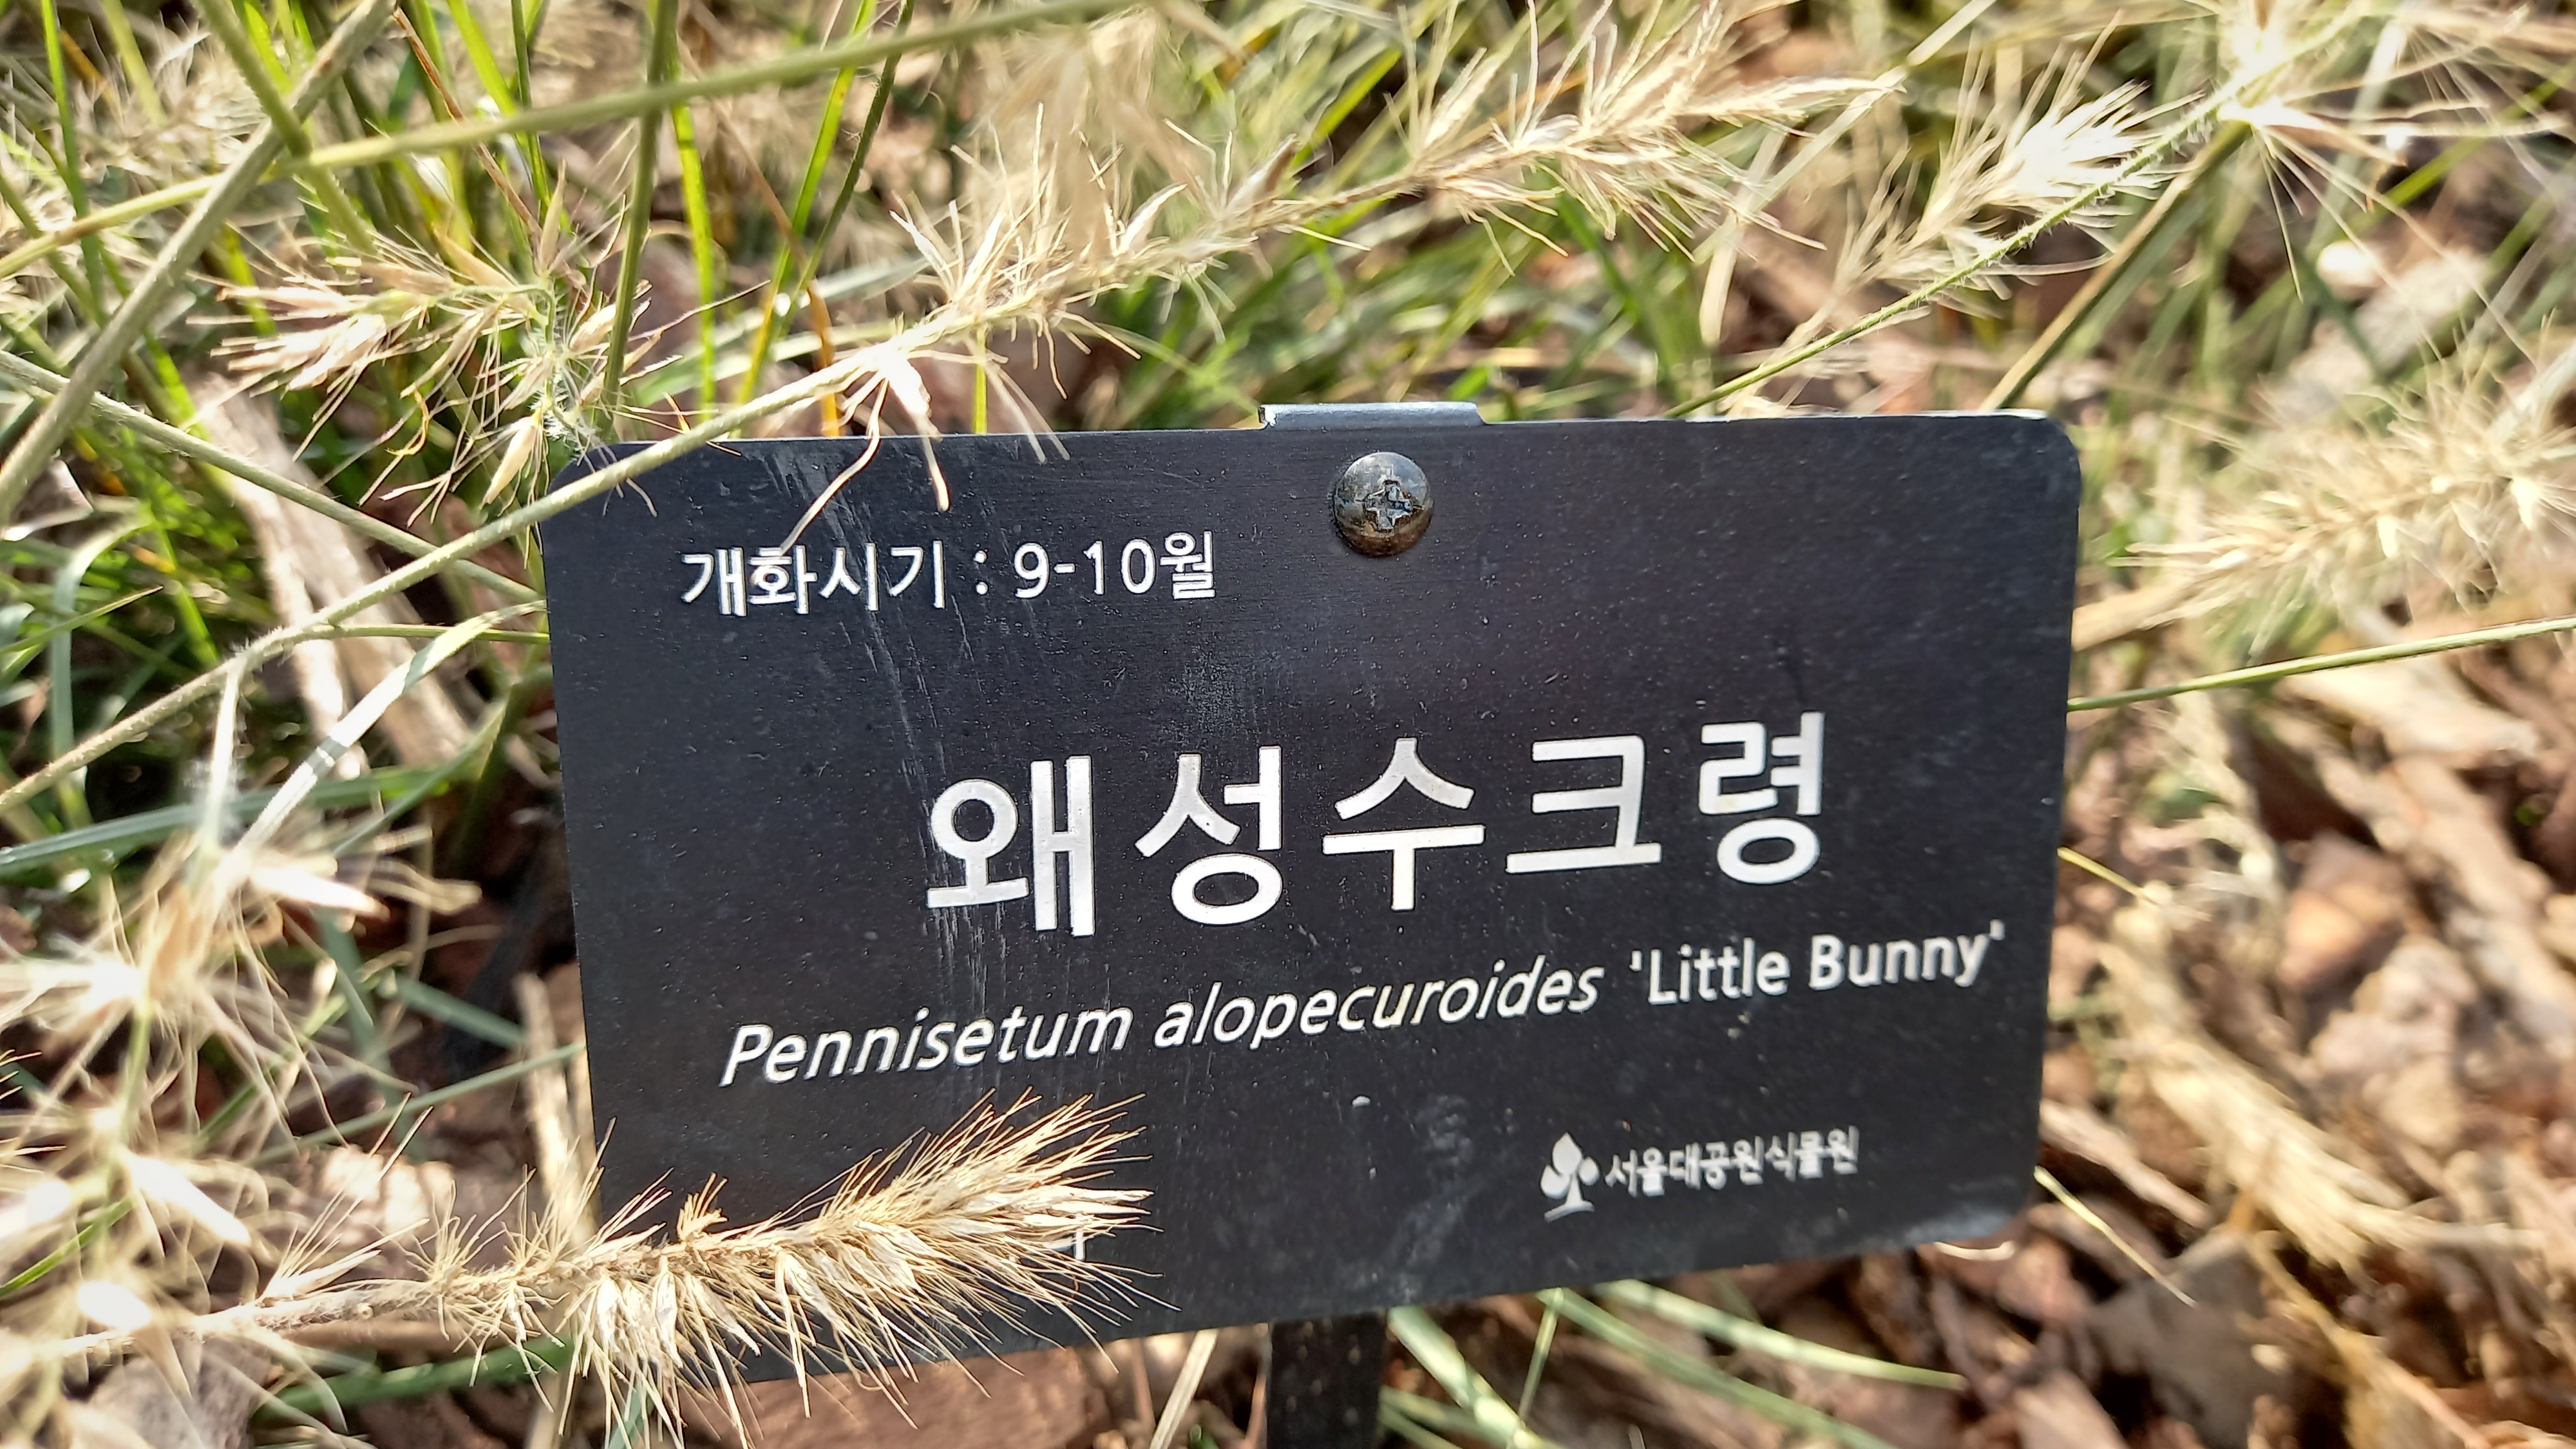 개화시기 : 9-10월
왜성수크령
Pennisetum alopecuroides 'Little Bunny'
서울대공원식물원